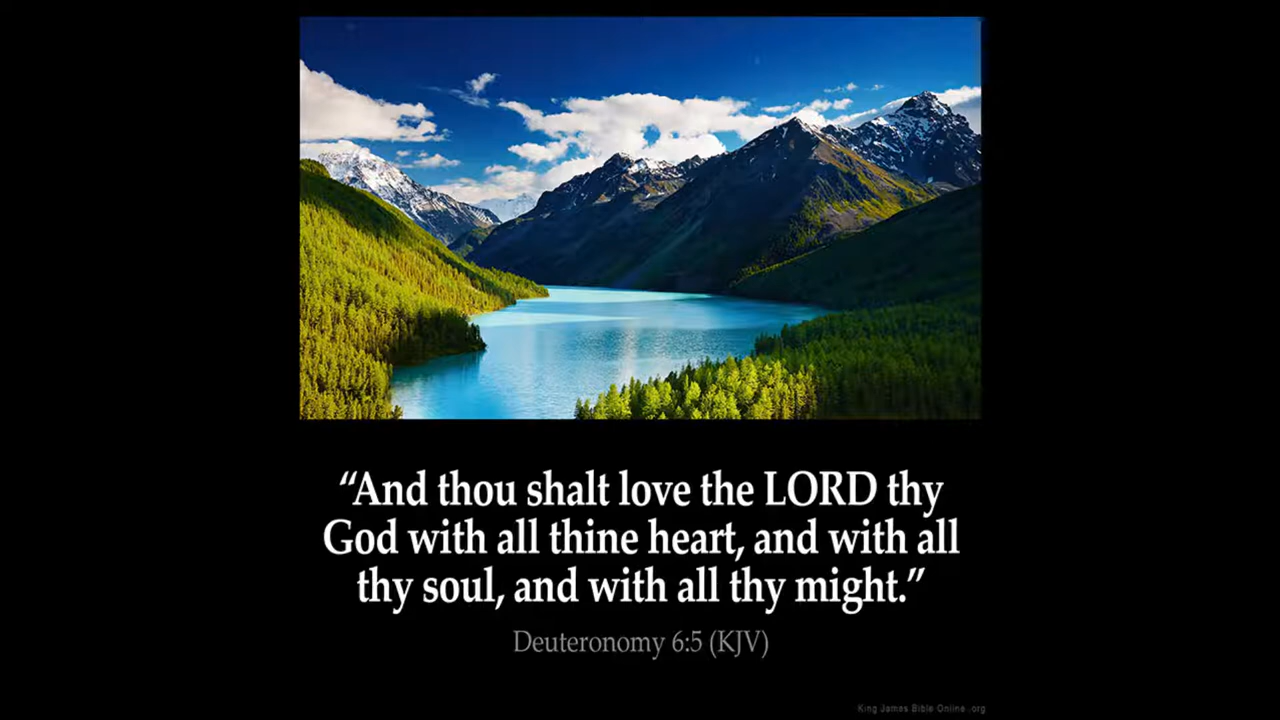 “And thou shalt love the LORD thy
God with all thine heart, and with all
thy soul, and with all thy might.”
Deuteronomy 6:5 (KJV)
King James Bible Online .org